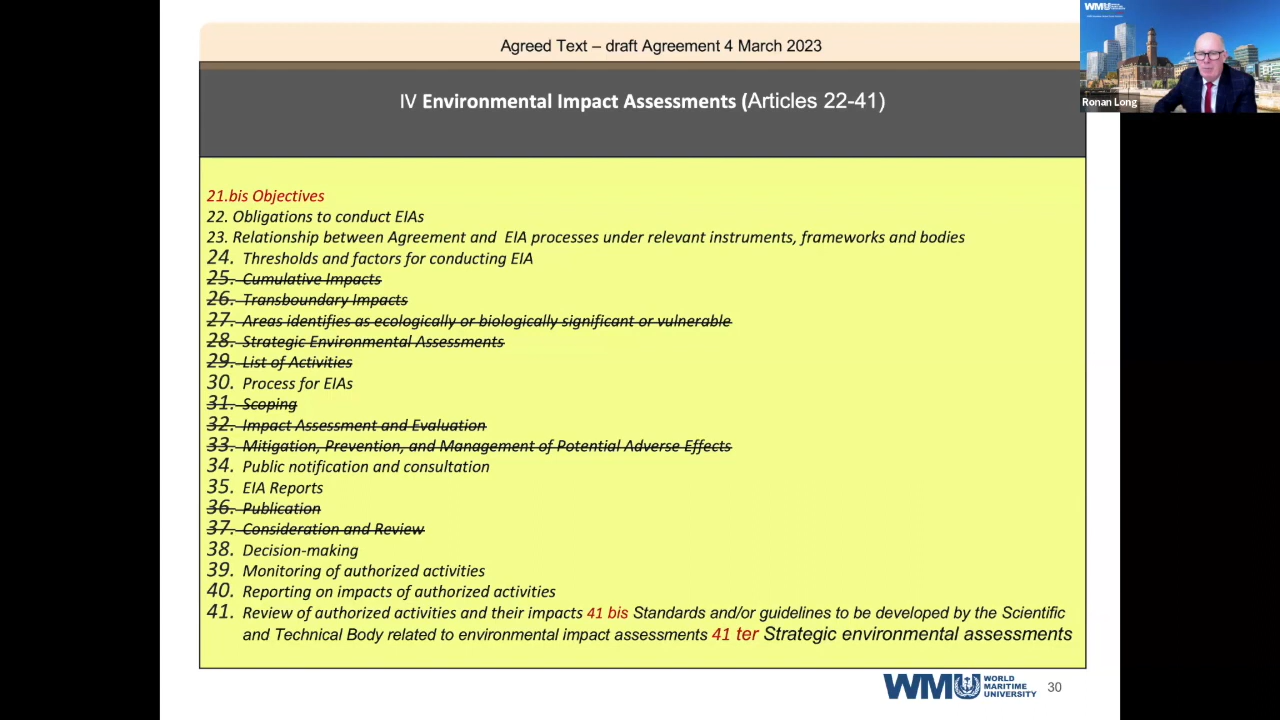 Agreed Text – draft Agreement 4 March 2023
WMU WORLD MARITIME UNIVERSITY
Ronan Long
IV Environmental Impact Assessments (Articles 22-41)
21.bis Objectives
22. Obligations to conduct EIAs
23. Relationship between Agreement and EIA processes under relevant instruments, frameworks and bodies
24. Thresholds and factors for conducting EIA
25. Cumulative Impacts
26. Transboundary Impacts
27. Areas identifies as ecologically or biologically significant or vulnerable
28. Strategic Environmental Assessments
29. List of Activities
30. Process for EIAs
31. Scoping
32. Impact Assessment and Evaluation
33. Mitigation, Prevention, and Management of Potential Adverse Effects
34. Public notification and consultation
35. EIA Reports
36. Publication
37. Consideration and Review
38. Decision-making
39. Monitoring of authorized activities
40. Reporting on impacts of authorized activities
41. Review of authorized activities and their impacts 41 bis Standards and/or guidelines to be developed by the Scientific
and Technical Body related to environmental impact assessments 41 ter Strategic environmental assessments
WMU WORLD
MARITIME
UNIVERSITY
30